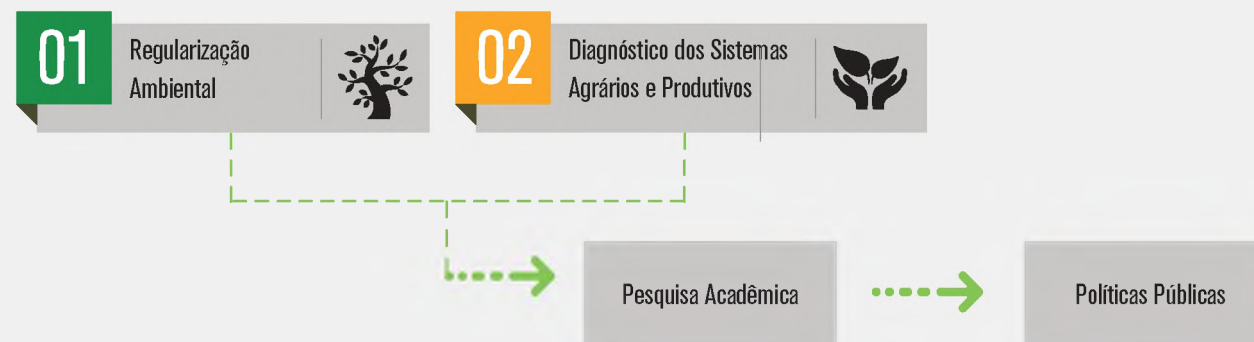 01
Regularização
Ambiental
02
Diagnóstico dos Sistemas
Agrários e Produtivos
Pesquisa Acadêmica
Políticas Públicas